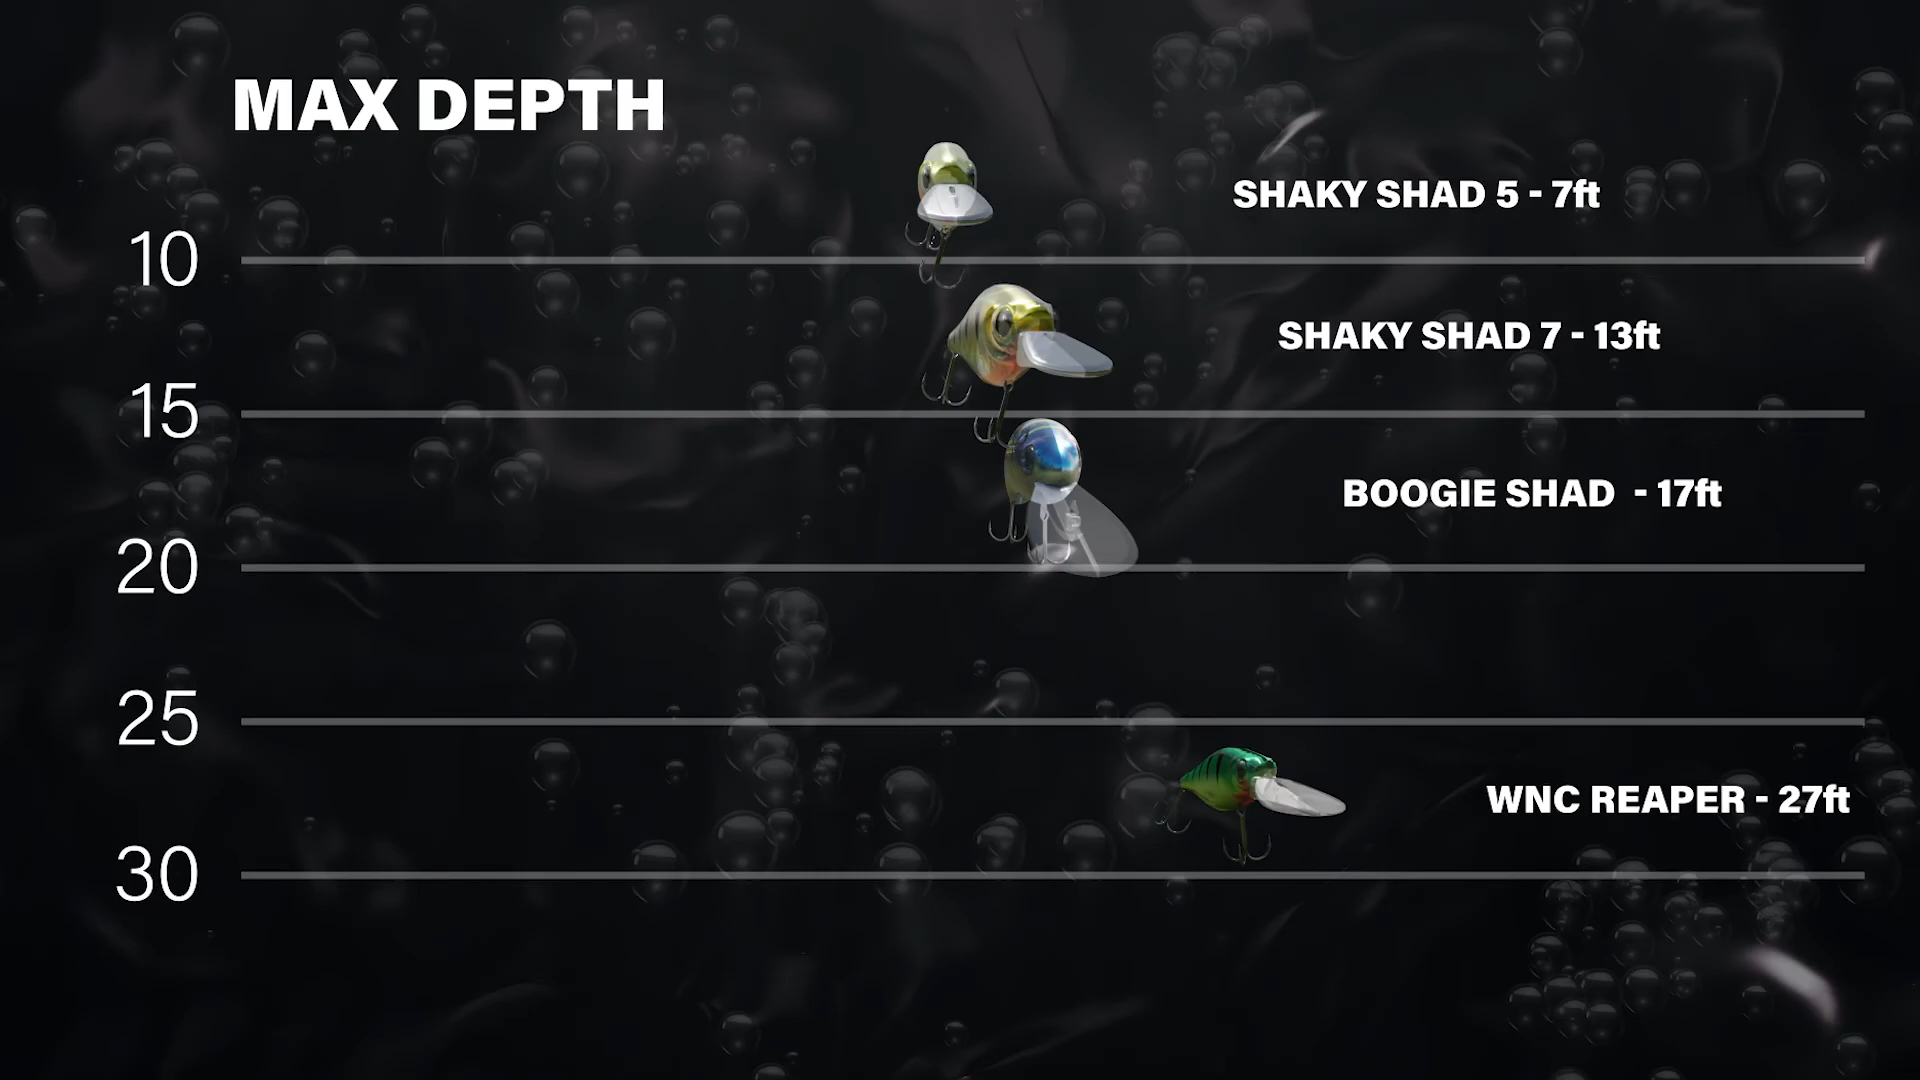 MAX DEPTH
SHAKY SHAD 5 - 7ft
10
SHAKY SHAD 7 - 13ft
15
BOOGIE SHAD - 17ft
20
25
WNC REAPER - 27ft
30